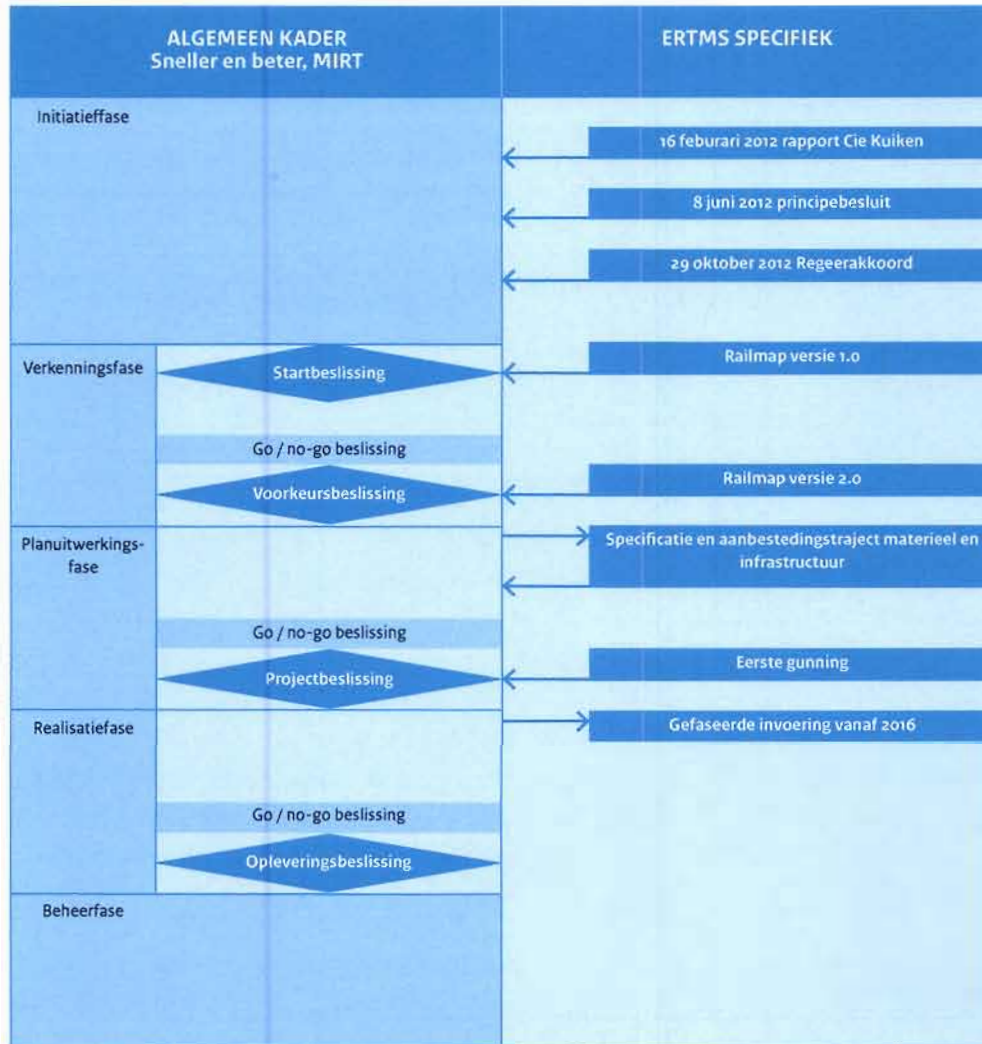 ALGEMEEN KADER
Sneller en beter, MIRT
ERTMS SPECIFIEK
Initiatieffase
16 feburari 2012 rapport Cie Kuiken
8 juni 2012 principebesluit
29 oktober 2012 Regeerakkoord
Verkenningsfase
Startbeslissing
Railmap versie 1.0
Go / no-go beslissing
Voorkeursbeslissing
Railmap versie 2.0
Planuitwerkings-
fase
Specificatie en aanbestedingstraject materieel en
infrastructuur
Go / no-go beslissing
Projectbeslissing
Eerste gunning
Realisatiefase
Gefaseerde invoering vanaf 2016
Go / no-go beslissing
Opleveringsbeslissing
Beheerfase